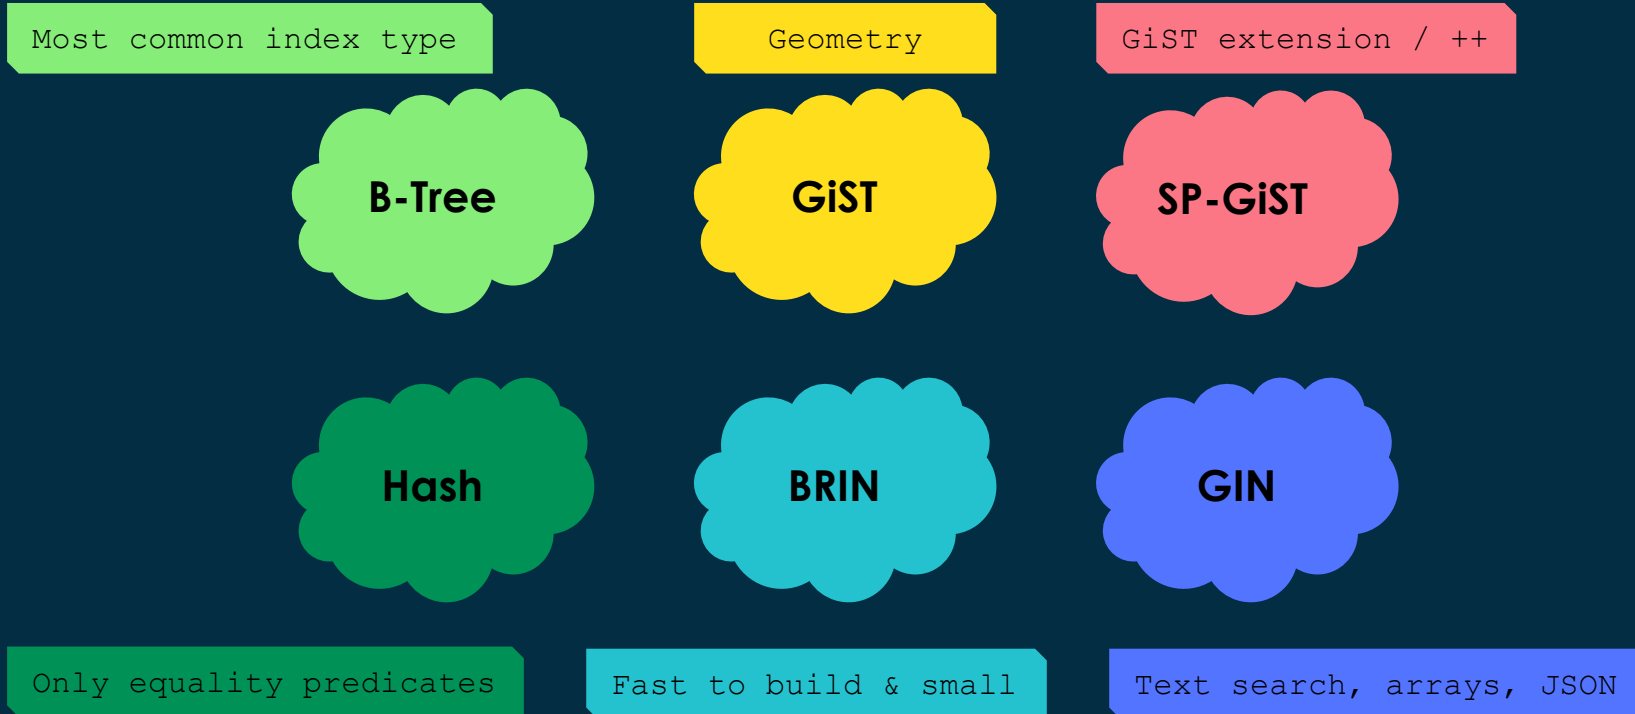 Most common index type
Geometry
GiST extension / ++
B-Tree
GiST
SP-GiST
Hash
BRIN
GIN
Only equality predicates
Fast to build & small
Text search, arrays, JSON